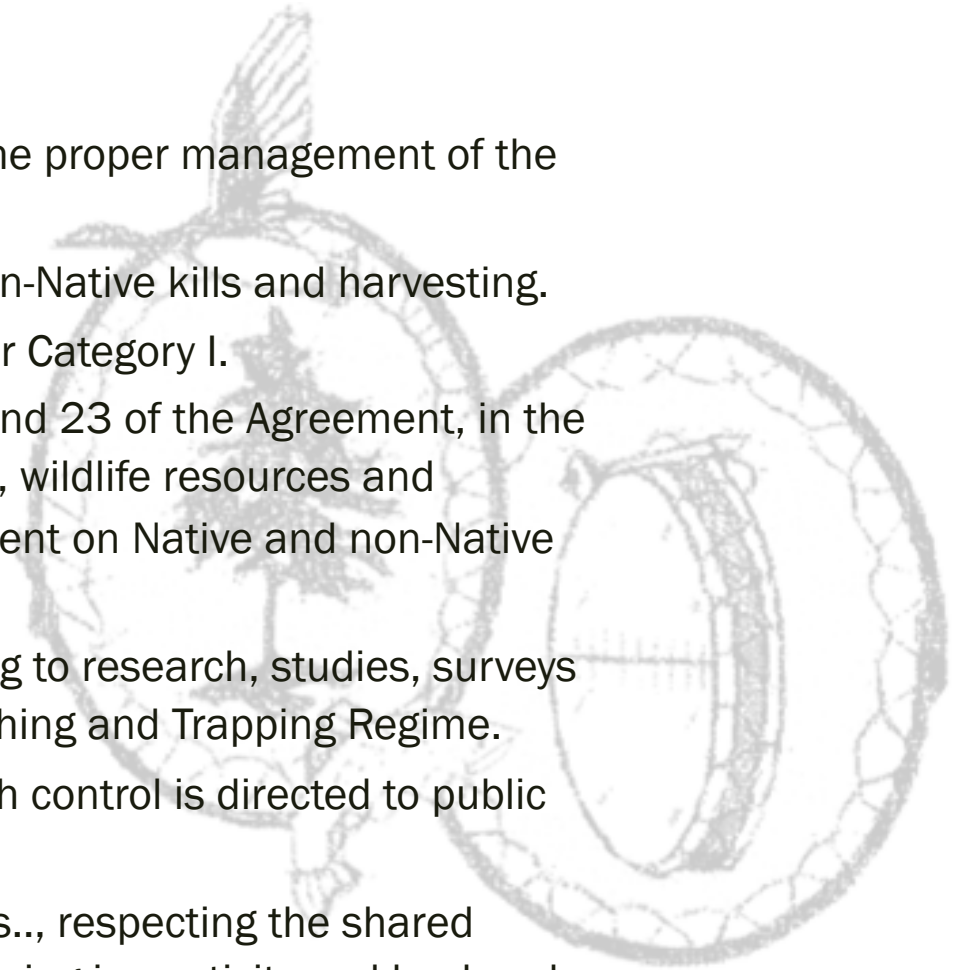 ne proper management of the
n-Native kills and harvesting.
r Category I.
nd 23 of the Agreement, in the
, wildlife resources and
ent on Native and non-Native
g to research, studies, surveys
hing and Trapping Regime.
h control is directed to public
s.., respecting the shared